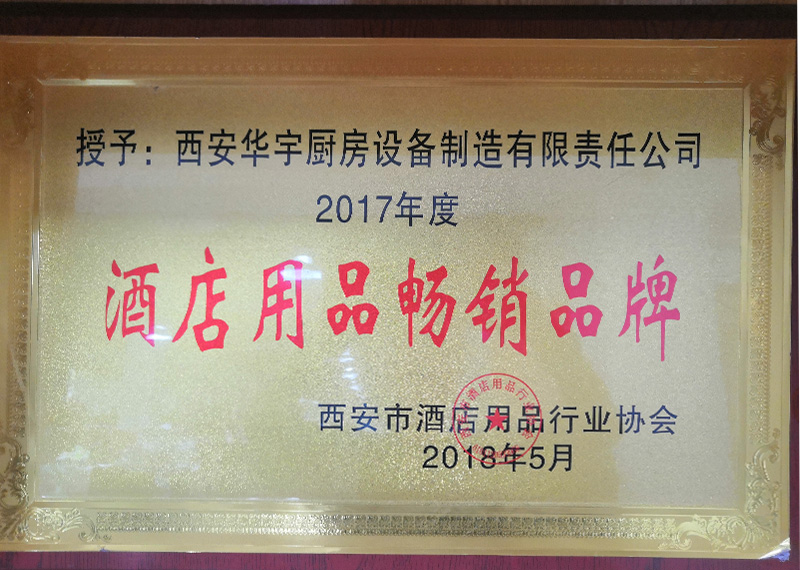 授予：西安华宇厨房设备制造有限责任公司
2017年度
酒店用品畅销品牌
西安市酒店用品行业协会
2018年5月